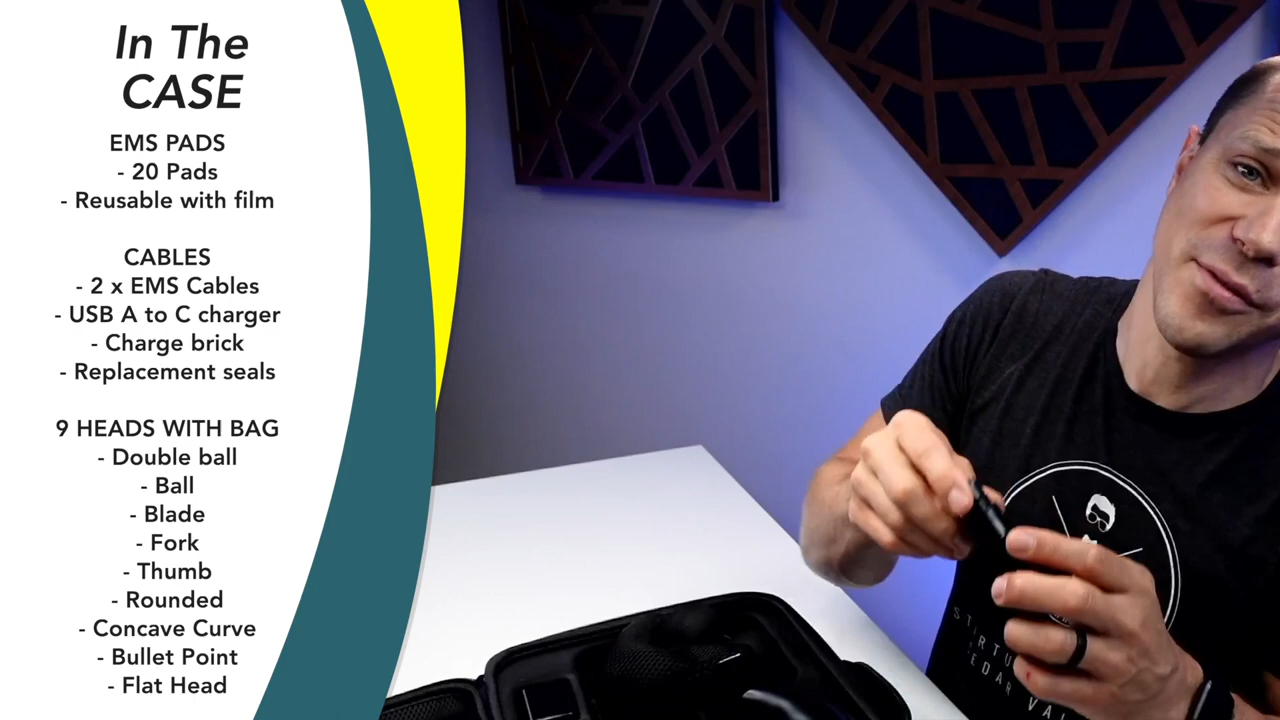 In The
CASE
EMS PADS
- 20 Pads
- Reusable with film
CABLES
- 2 x EMS Cables
- USB A to C charger
- Charge brick
- Replacement seals
9 HEADS WITH BAG
- Double ball
- Ball
- Blade
- Fork
- Thumb
- Rounded
- Concave Curve
- Bullet Point
- Flat Head